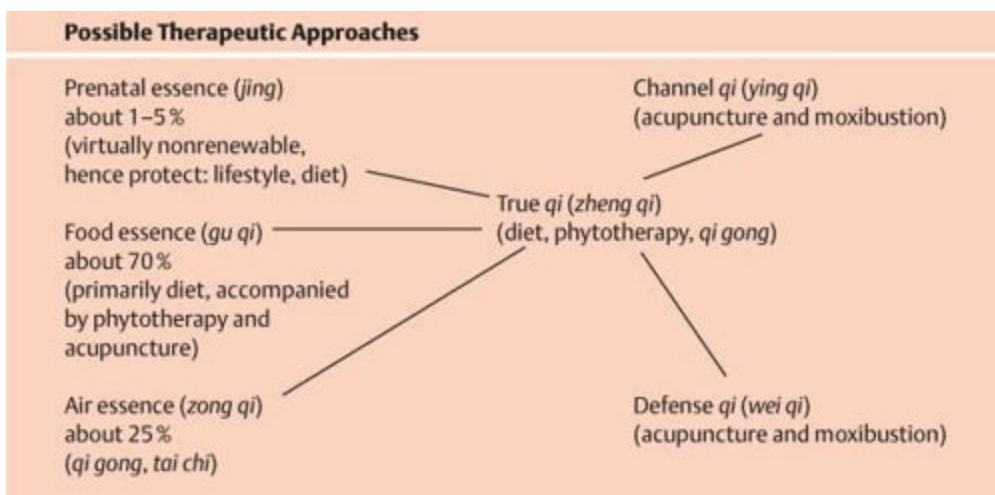 Possible Therapeutic Approaches
Prenatal essence (jing)
about 1–5%
(virtually nonrenewable,
hence protect: lifestyle, diet)
Food essence (gu qi)
about 70%
(primarily diet, accompanied
by phytotherapy and
acupuncture)
Air essence (zong qi)
about 25%
(qi gong, tai chi)
True qi (zheng qi)
(diet, phytotherapy, qi gong)
Channel qi (ying qi)
(acupuncture and moxibustion)
Defense qi (wei qi)
(acupuncture and moxibustion)